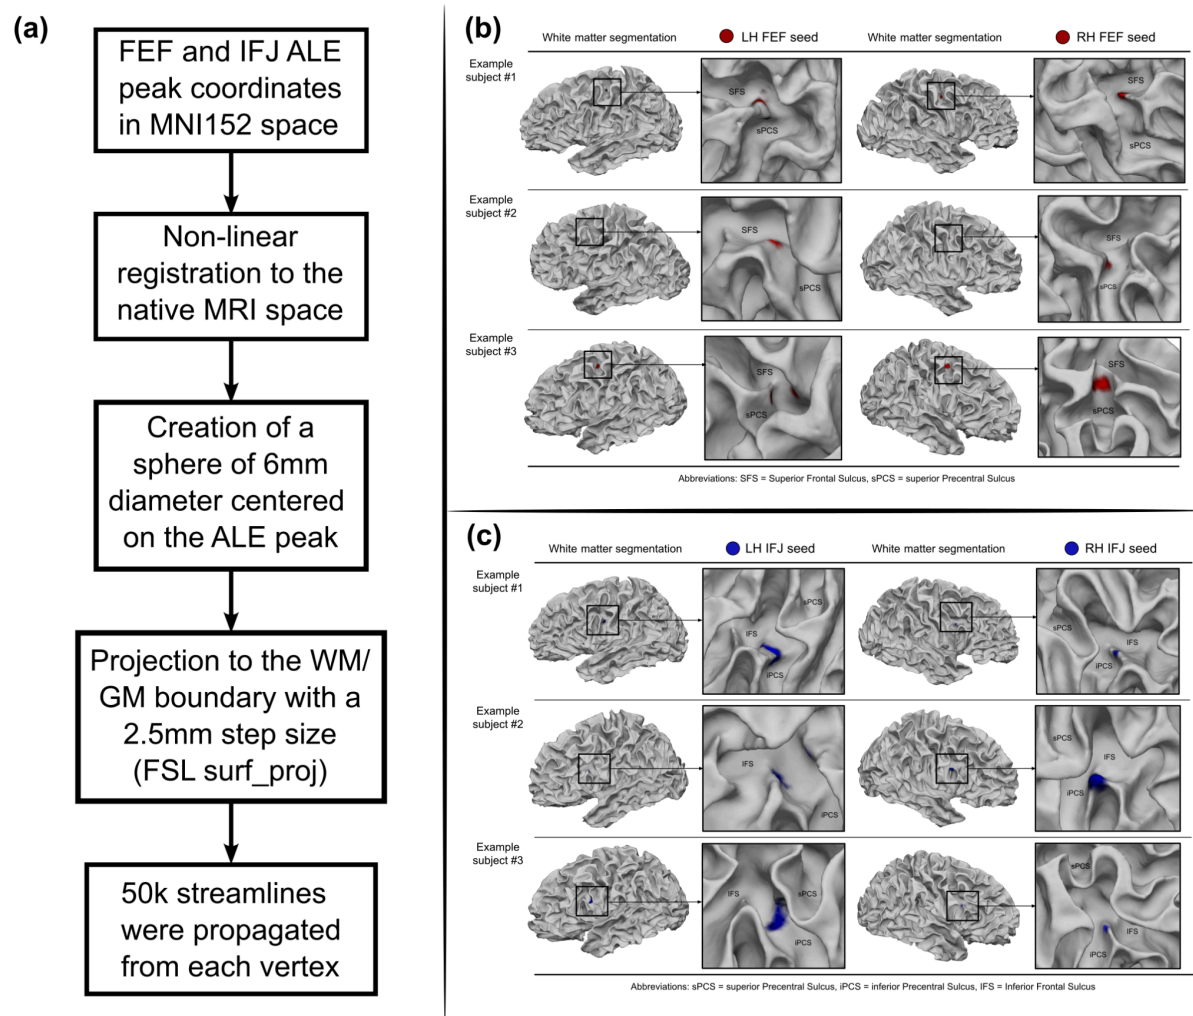 (a)
FEF and IFJ ALE
peak coordinates
in MNI152 space
Non-linear
registration to the
native MRI space
Creation of a
sphere of 6mm
diameter centered
on the ALE peak
Projection to the WM/
GM boundary with a
2.5mm step size
(FSL surf_proj)
50k streamlines
were propagated
from each vertex
(b)
White matter segmentation
LH FEF seed
White matter segmentation
RH FEF seed
Example
subject #1
SFS
sPCS
SFS
sPCS
Example
subject #2
SFS
sPCS
SFS
sPCS
Example
subject #3
SFS
sPCS
SFS
sPCS
Abbreviations: SFS = Superior Frontal Sulcus, sPCS = superior Precentral Sulcus
(c)
White matter segmentation
LH IFJ seed
White matter segmentation
RH IFJ seed
Example
subject #1
sPCS
IFS
iPCS
sPCS
IFS
iPCS
Example
subject #2
IFS
iPCS
sPCS
IFS
iPCS
Example
subject #3
IFS
sPCS
iPCS
sPCS
IFS
iPCS
Abbreviations: sPCS = superior Precentral Sulcus, iPCS = inferior Precentral Sulcus, IFS = Inferior Frontal Sulcus